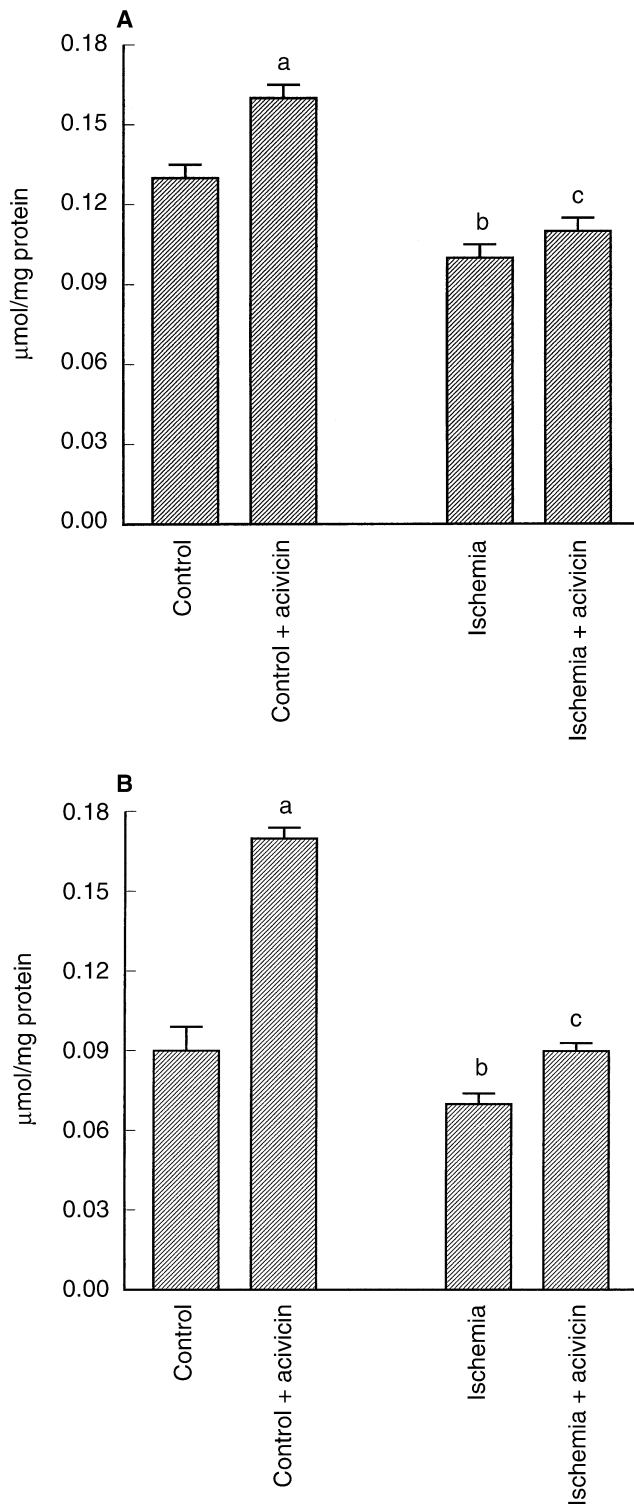 A
0.18
0.15
0.12
0.09
0.06
0.03
0.00
μmol/mg protein
a
b
c
Control
Control + acivicin
Ischemia
Ischemia + acivicin
B
0.18
0.15
0.12
0.09
0.06
0.03
0.00
μmol/mg protein
a
b
c
Control
Control + acivicin
Ischemia
Ischemia + acivicin